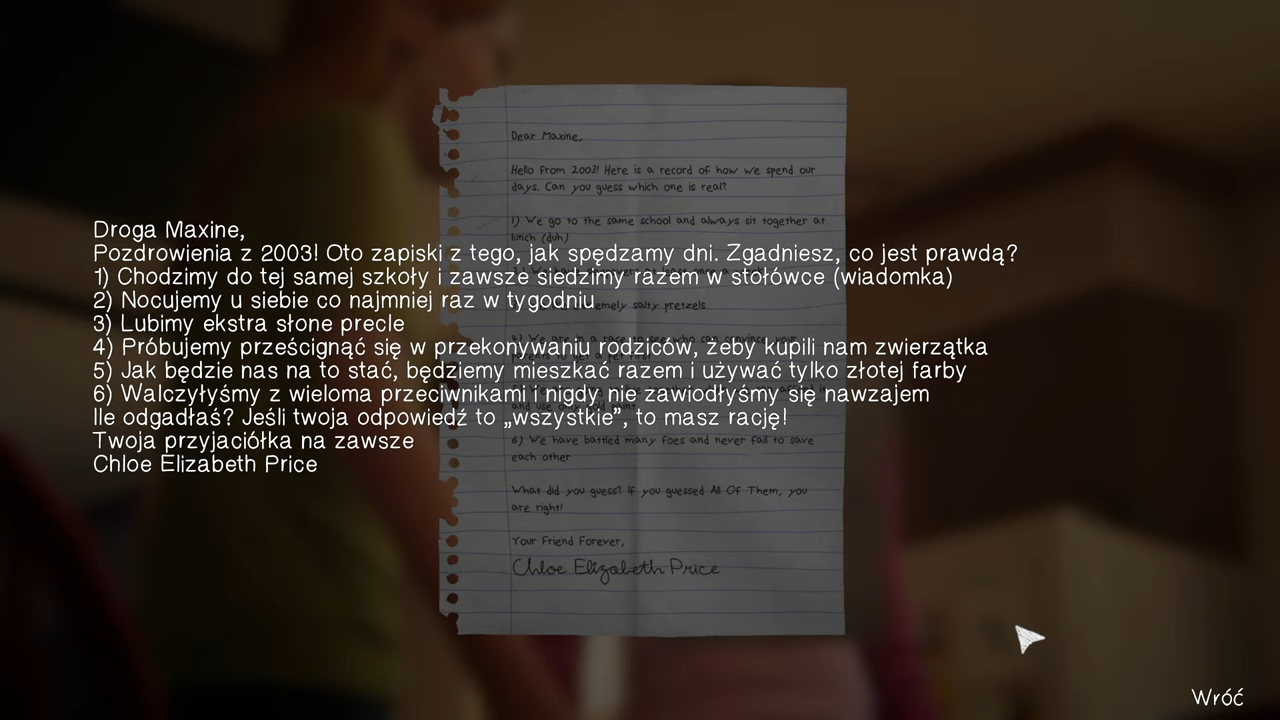 Droga Maxine,
Pozdrowienia z 2003! Oto zapiski z tego, jak spędzamy dni. Zgadniesz, co jest prawdą?
1) Chodzimy do tej samej szkoły i zawsze siedzimy razem w stołówce (wiadomka)
2) Nocujemy u siebie co najmniej raz w tygodniu
3) Lubimy ekstra słone precle
4) Próbujemy prześcignąć się w przekonywaniu rodziców, żeby kupili nam zwierzątka
5) Jak będzie nas na to stać, będziemy mieszkać razem i używać tylko złotej farby
6) Walczyłyśmy z wieloma przeciwnikami i nigdy nie zawiodłyśmy się nawzajem
Ile odgadłaś? Jeśli twoja odpowiedź to „wszystkie”, to masz rację!
Twoja przyjaciółka na zawsze
Chloe Elizabeth Price
Dear Maxine,
Hello from 2003! Here is a record of how we spend our
days. Can you guess which one is real?
1) We go to the same school and always sit together at
lunch (duh)
salty pretzels
6) We have battled many foes and never fail to save
each other
What did you guess? If you guessed All Of Them, you
are right!
Your Friend Forever,
Chloe Elizabeth Price
Wróć